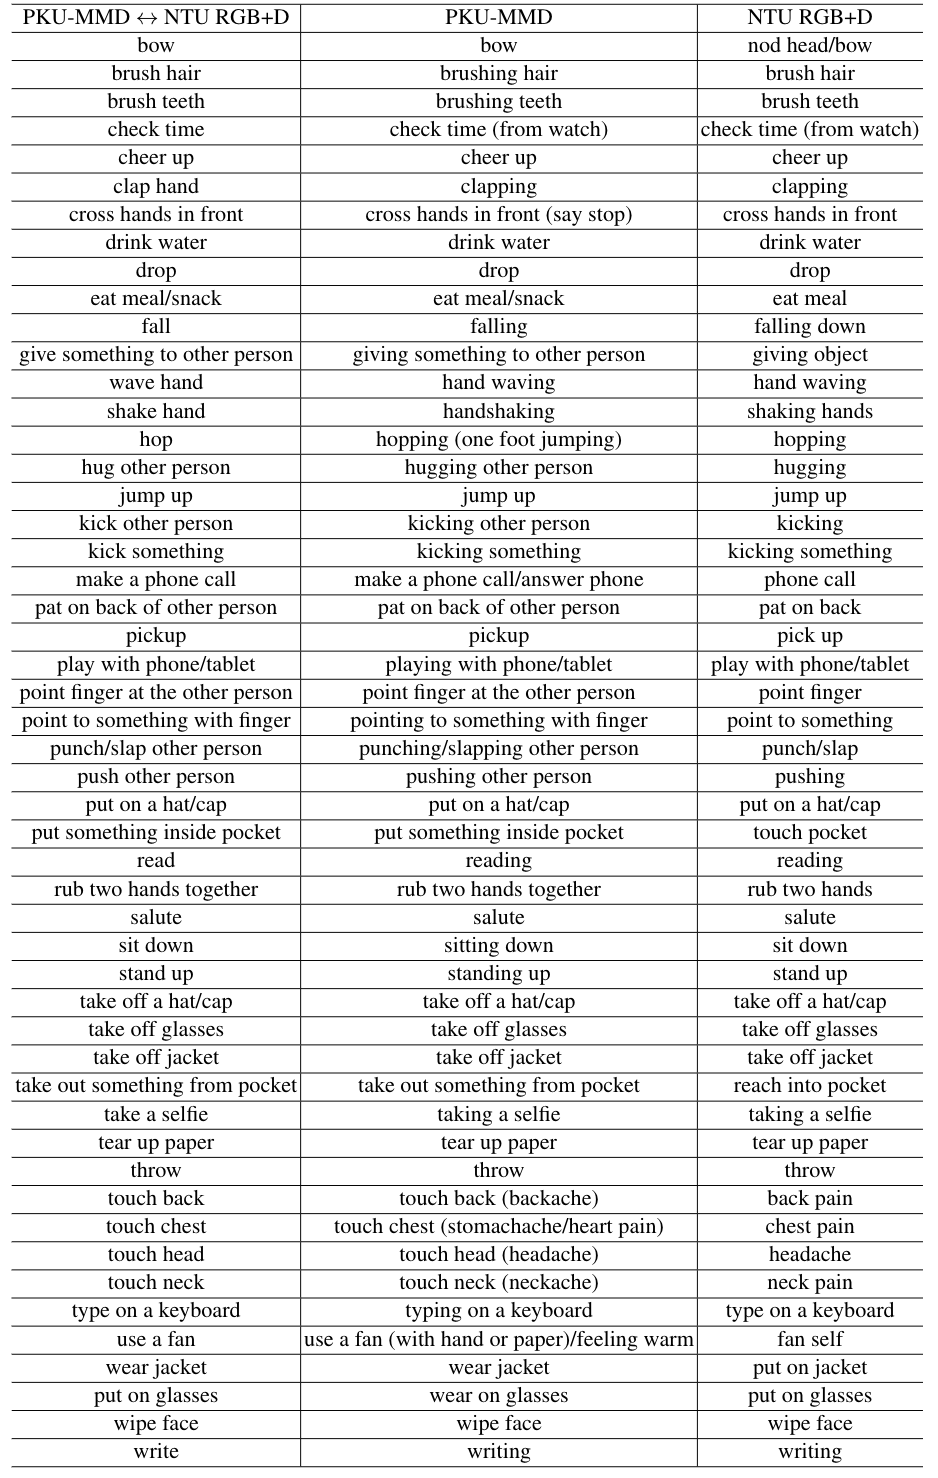 PKU-MMD ↔ NTU RGB+D PKU-MMD NTU RGB+D
bow bow nod head/bow
brush hair brushing hair brush hair
brush teeth brushing teeth brush teeth
check time check time (from watch) check time (from watch)
cheer up cheer up cheer up
clap hand clapping clapping
cross hands in front cross hands in front (say stop) cross hands in front
drink water drink water drink water
drop drop drop
eat meal/snack eat meal/snack eat meal
fall falling falling down
give something to other person giving something to other person giving object
wave hand hand waving hand waving
shake hand handshaking shaking hands
hop hopping (one foot jumping) hopping
hug other person hugging other person hugging
jump up jump up jump up
kick other person kicking other person kicking
kick something kicking something kicking something
make a phone call make a phone call/answer phone phone call
pat on back of other person pat on back of other person pat on back
pickup pickup pick up
play with phone/tablet playing with phone/tablet play with phone/tablet
point finger at the other person point finger at the other person point finger
point to something with finger pointing to something with finger point to something
punch/slap other person punching/slapping other person punch/slap
push other person pushing other person pushing
put on a hat/cap put on a hat/cap put on a hat/cap
put something inside pocket put something inside pocket touch pocket
read reading reading
rub two hands together rub two hands together rub two hands
salute salute salute
sit down sitting down sit down
stand up standing up stand up
take off a hat/cap take off a hat/cap take off a hat/cap
take off glasses take off glasses take off glasses
take off jacket take off jacket take off jacket
take out something from pocket take out something from pocket reach into pocket
take a selfie taking a selfie taking a selfie
tear up paper tear up paper tear up paper
throw throw throw
touch back touch back (backache) back pain
touch chest touch chest (stomachache/heart pain) chest pain
touch head touch head (headache) headache
touch neck touch neck (neckache) neck pain
type on a keyboard typing on a keyboard type on a keyboard
use a fan use a fan (with hand or paper)/feeling warm fan self
wear jacket wear jacket put on jacket
put on glasses wear on glasses put on glasses
wipe face wipe face wipe face
write writing writing